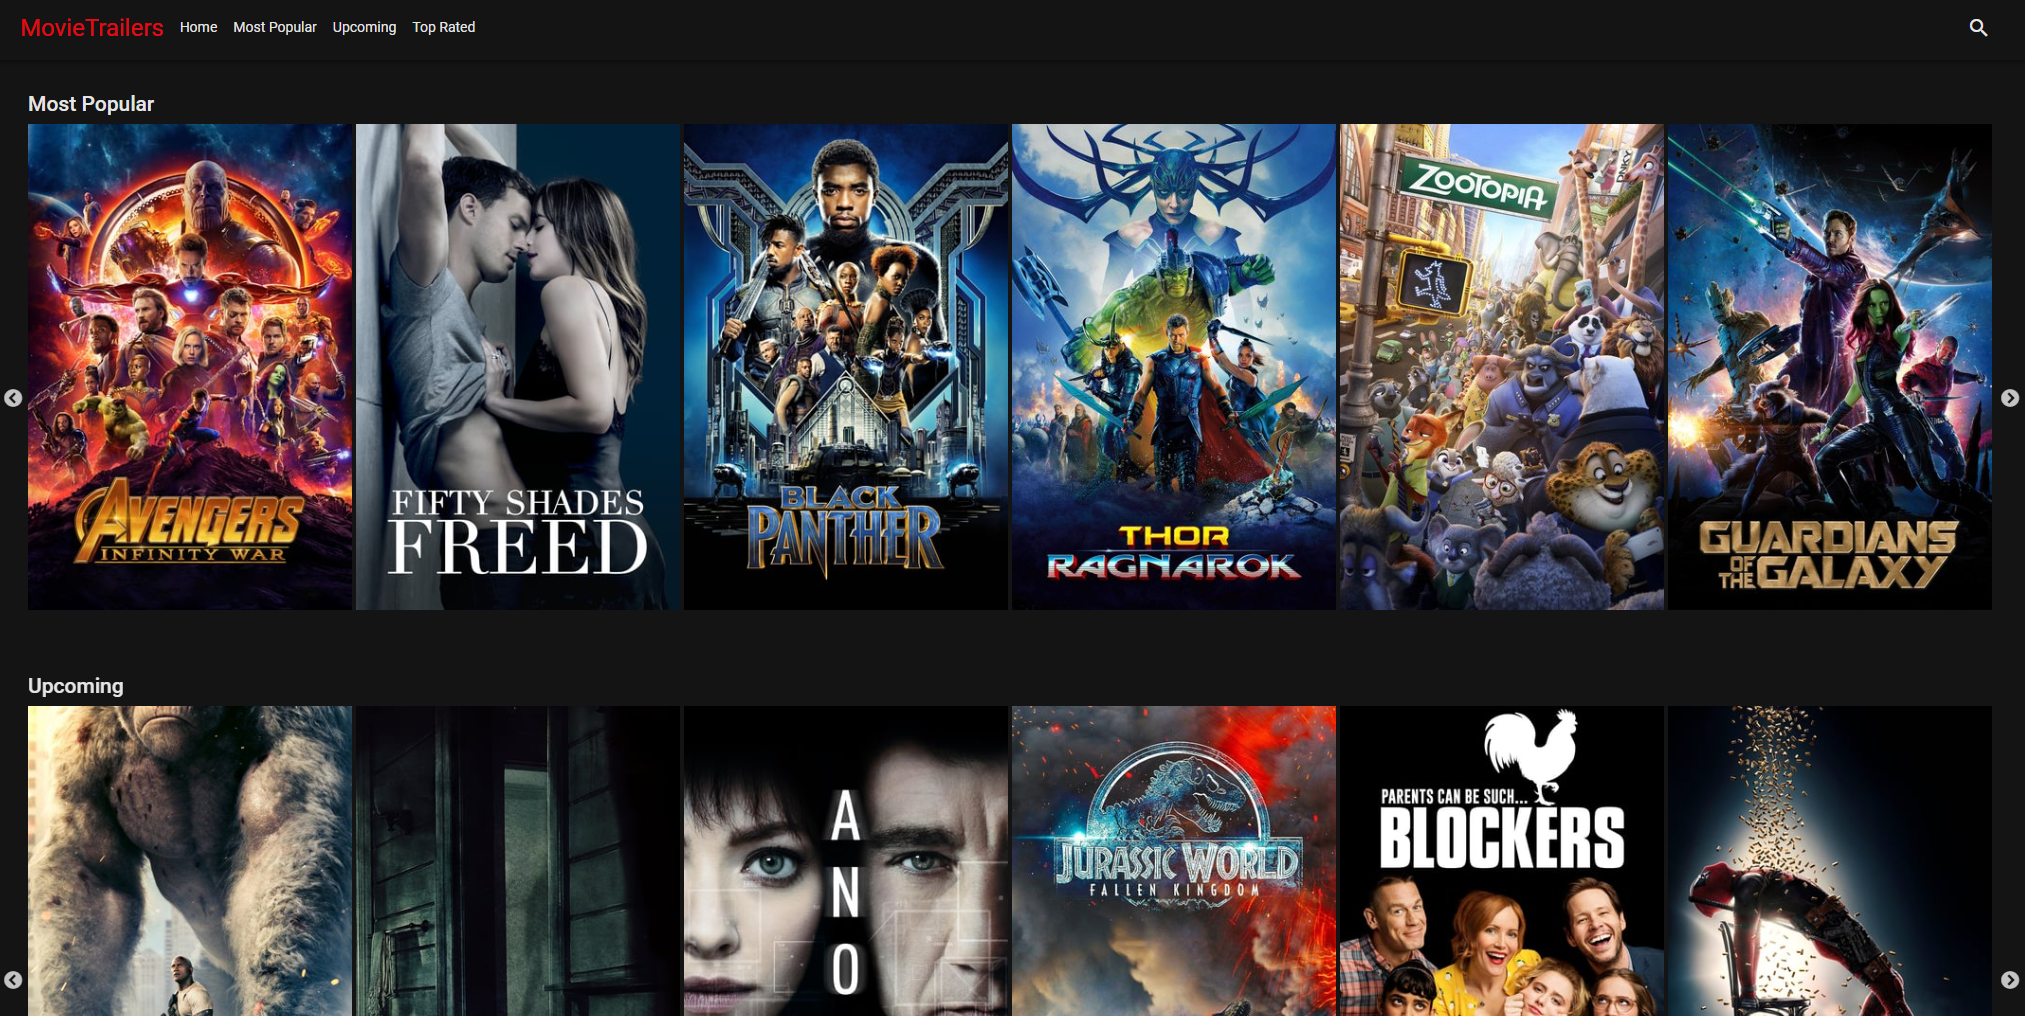 MovieTrailers Home Most Popular Upcoming Top Rated
Most Popular
AVENGERS
INFINITY WAR
FIFTY SHADES
FREED
BLACK
PANTHER
THOR
RAGNAROK
ZOOTOPIA
GUARDIANS
OF
THE GALAXY
Upcoming
A
N
O
JURASSIC WORLD
FALLEN KINGDOM
PARENTS CAN BE SUCH...
BLOCKERS